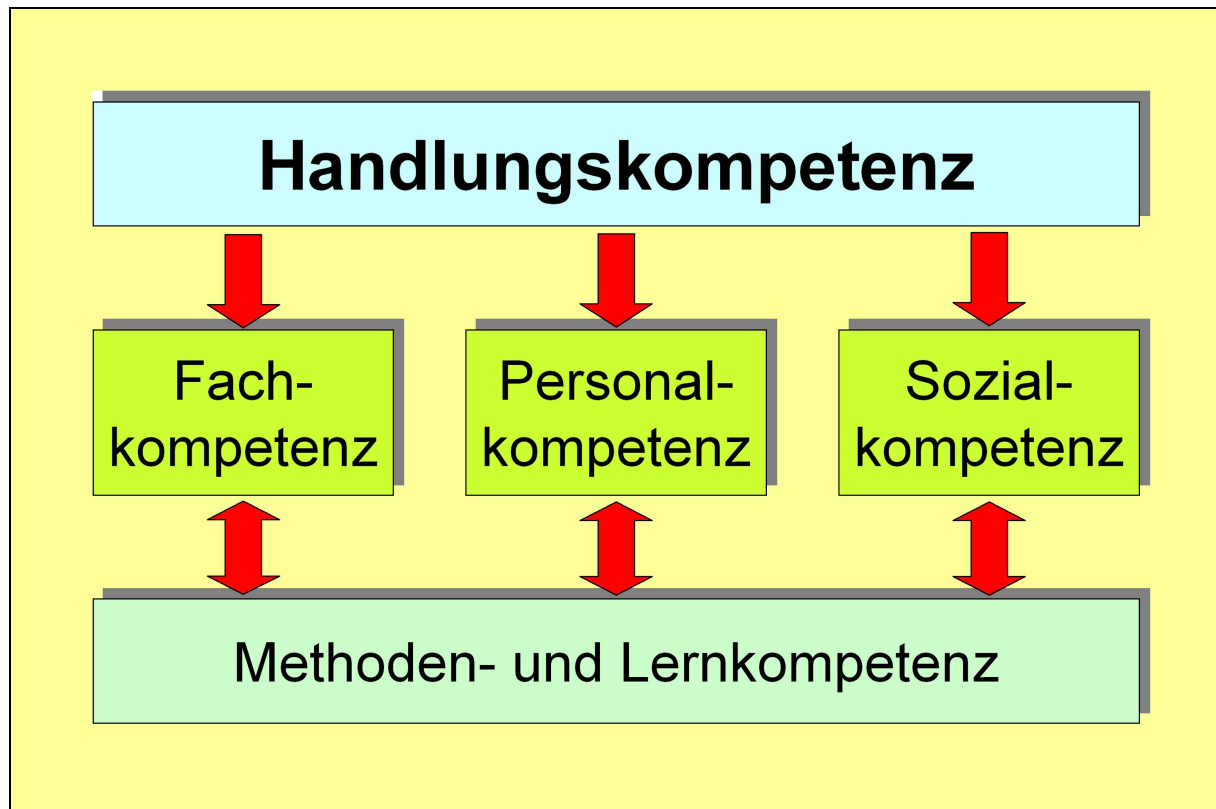 Handlungskompetenz
Fach-
kompetenz
Personal-
kompetenz
Sozial-
kompetenz
Methoden- und Lernkompetenz